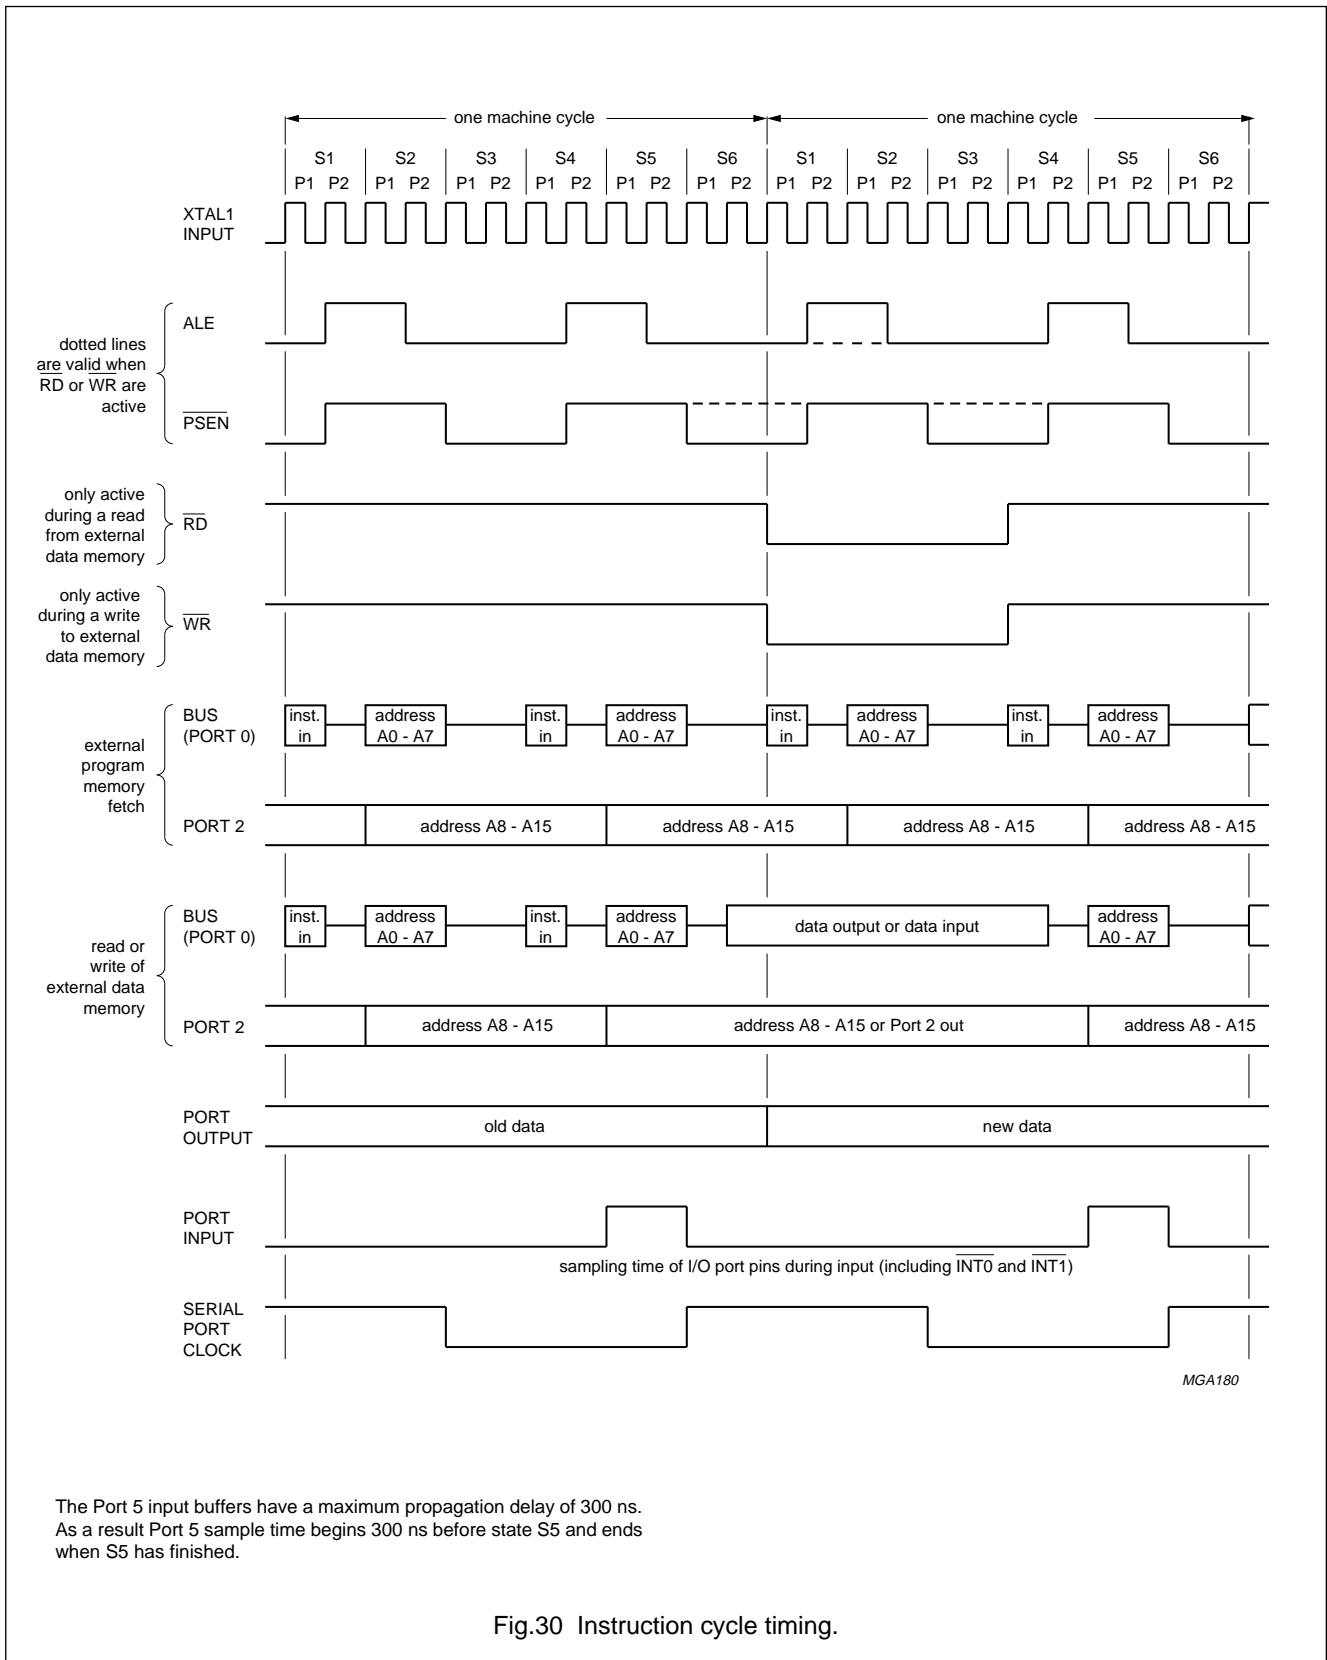 one machine cycle one machine cycle
S1 S2 S3 S4 S5 S6 S1 S2 S3 S4 S5 S6
P1 P2 P1 P2 P1 P2 P1 P2 P1 P2 P1 P2 P1 P2 P1 P2 P1 P2 P1 P2 P1 P2 P1 P2
XTAL1
INPUT
dotted lines
are valid when
RD or WR are
active
ALE
PSEN
only active
during a read
from external
data memory
RD
only active
during a write
to external
data memory
WR
external
program
memory
fetch
BUS
(PORT 0)
inst. address inst. address inst. address inst. address
in A0 - A7 in A0 - A7 in A0 - A7 in A0 - A7
PORT 2 address A8 - A15 address A8 - A15 address A8 - A15 address A8 - A15
read or
write of
external data
memory
BUS
(PORT 0)
inst. address inst. address data output or data input address
in A0 - A7 in A0 - A7 A0 - A7
PORT 2 address A8 - A15 address A8 - A15 or Port 2 out address A8 - A15
PORT
OUTPUT
old data new data
PORT
INPUT
sampling time of I/O port pins during input (including INT0 and INT1)
SERIAL
PORT
CLOCK
MGA180
The Port 5 input buffers have a maximum propagation delay of 300 ns.
As a result Port 5 sample time begins 300 ns before state S5 and ends
when S5 has finished.
Fig.30 Instruction cycle timing.